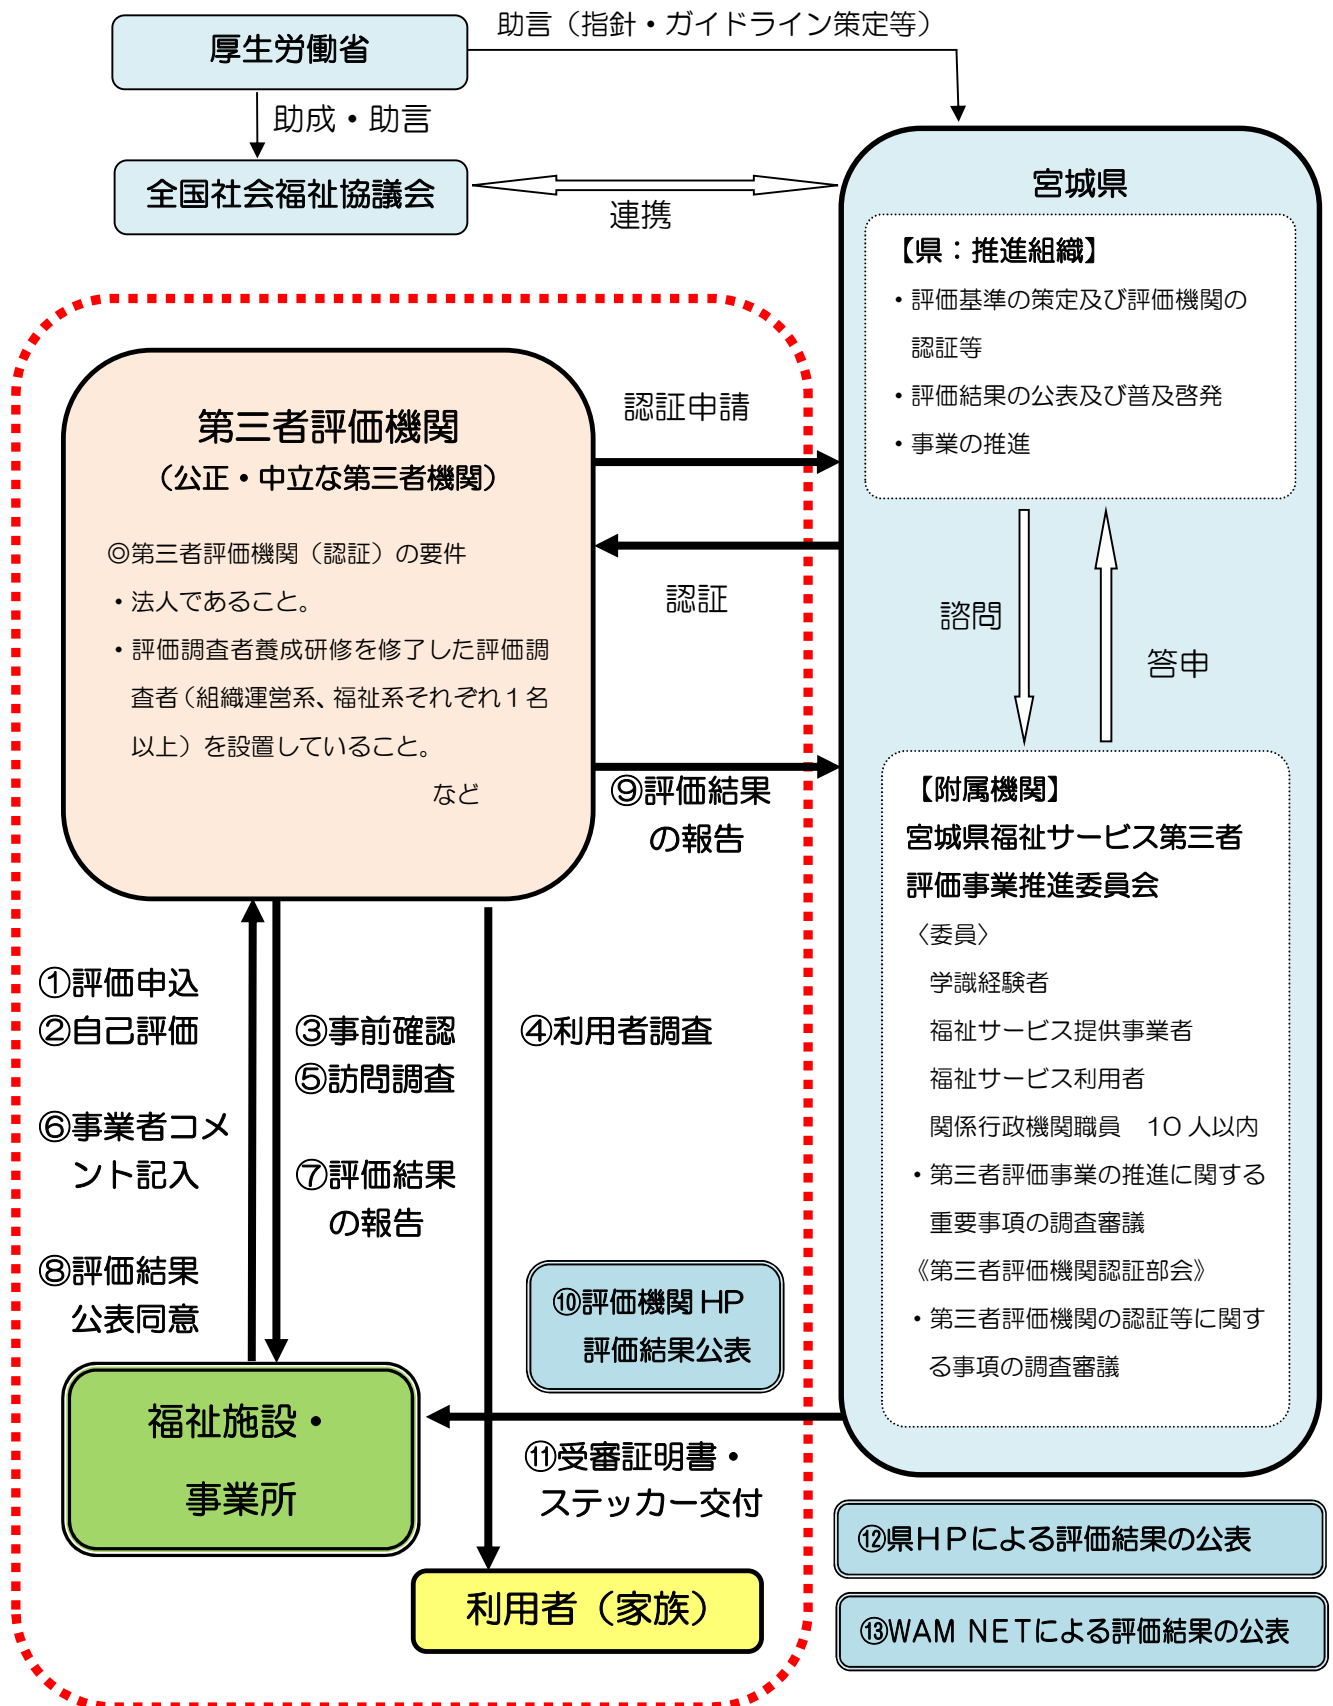 厚生労働省
助言（指針・ガイドライン策定等）
助成・助言
全国社会福祉協議会
連携
宮城県
【県：推進組織】
・評価基準の策定及び評価機関の
認証等
・評価結果の公表及び普及啓発
・事業の推進
第三者評価機関
（公正・中立な第三者機関）
◎第三者評価機関（認証）の要件
・法人であること。
・評価調査者養成研修を修了した評価調
査者（組織運営系、福祉系それぞれ１名
以上）を設置していること。
など
認証申請
認証
諮問
答申
⑨評価結果
の報告
【附属機関】
宮城県福祉サービス第三者
評価事業推進委員会
〈委員〉
学識経験者
福祉サービス提供事業者
福祉サービス利用者
関係行政機関職員　10 人以内
・第三者評価事業の推進に関する
重要事項の調査審議
《第三者評価機関認証部会》
・第三者評価機関の認証等に関す
る事項の調査審議
①評価申込
②自己評価
⑥事業者コメ
ント記入
⑧評価結果
公表同意
③事前確認
⑤訪問調査
⑦評価結果
の報告
④利用者調査
⑩評価機関 HP
評価結果公表
福祉施設・
事業所
⑪受審証明書・
ステッカー交付
利用者（家族）
⑫県ＨＰによる評価結果の公表
⑬WAM NETによる評価結果の公表